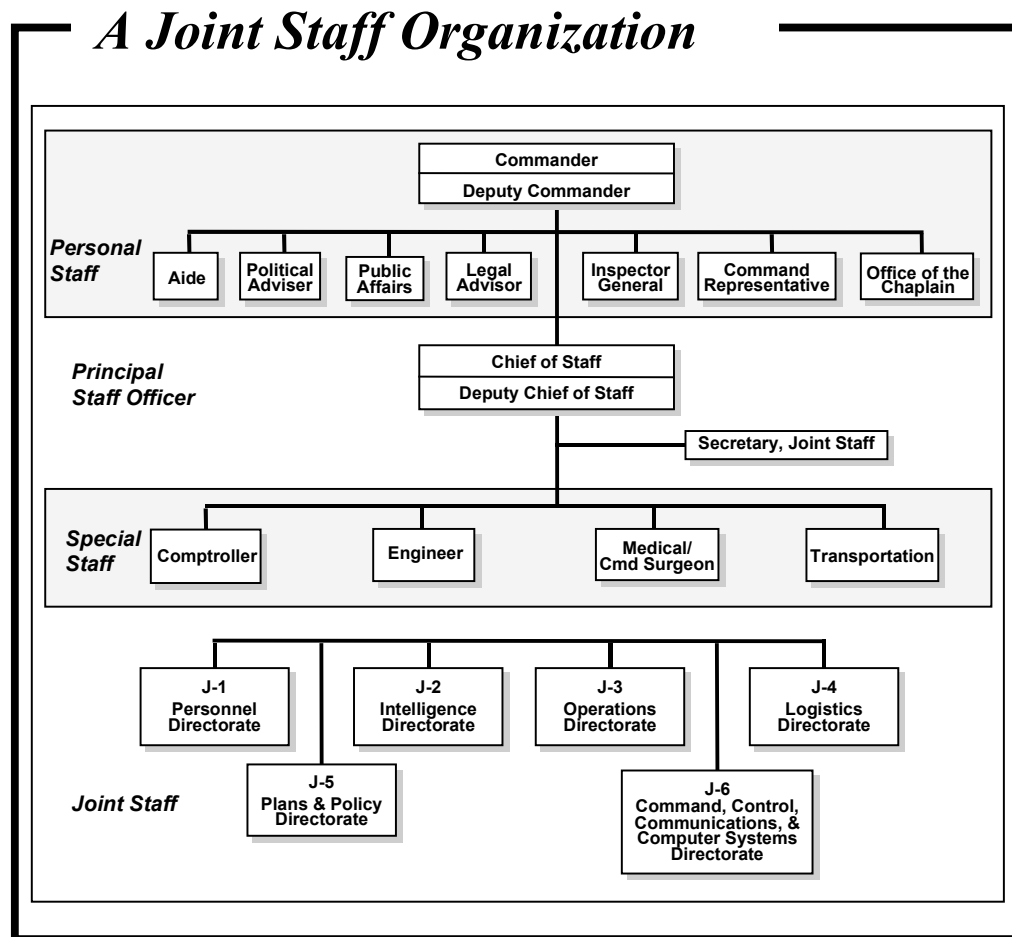 A Joint Staff Organization
Commander
Deputy Commander
Personal
Staff
Aide
Political
Adviser
Public
Affairs
Legal
Advisor
Inspector
General
Command
Representative
Office of the
Chaplain
Principal
Staff Officer
Chief of Staff
Deputy Chief of Staff
Secretary, Joint Staff
Special
Staff
Comptroller
Engineer
Medical/
Cmd Surgeon
Transportation
J-1
Personnel
Directorate
J-2
Intelligence
Directorate
J-3
Operations
Directorate
J-4
Logistics
Directorate
Joint Staff
J-5
Plans & Policy
Directorate
J-6
Command, Control,
Communications, &
Computer Systems
Directorate